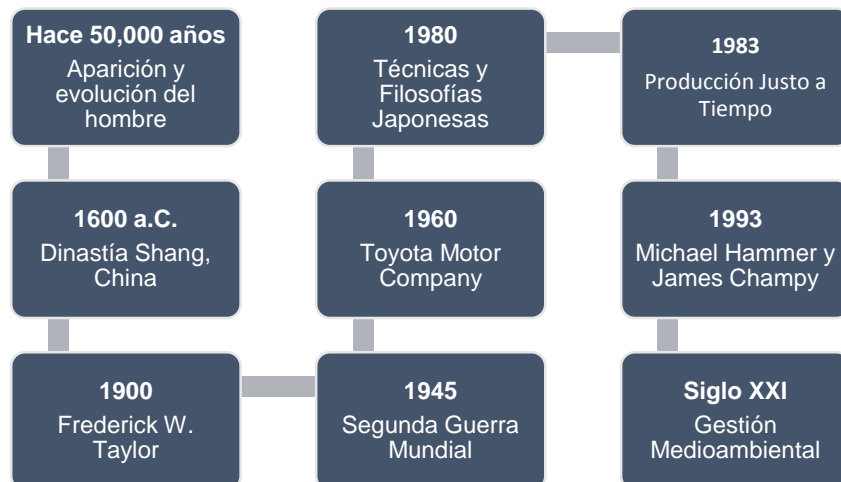 Hace 50,000 años
Aparición y
evolución del
hombre
1600 a.C.
Dinastía Shang,
China
1900
Frederick W.
Taylor
1945
Segunda Guerra
Mundial
1960
Toyota Motor
Company
1980
Técnicas y
Filosofías
Japonesas
1983
Producción Justo a
Tiempo
1993
Michael Hammer y
James Champy
Siglo XXI
Gestión
Medioambiental